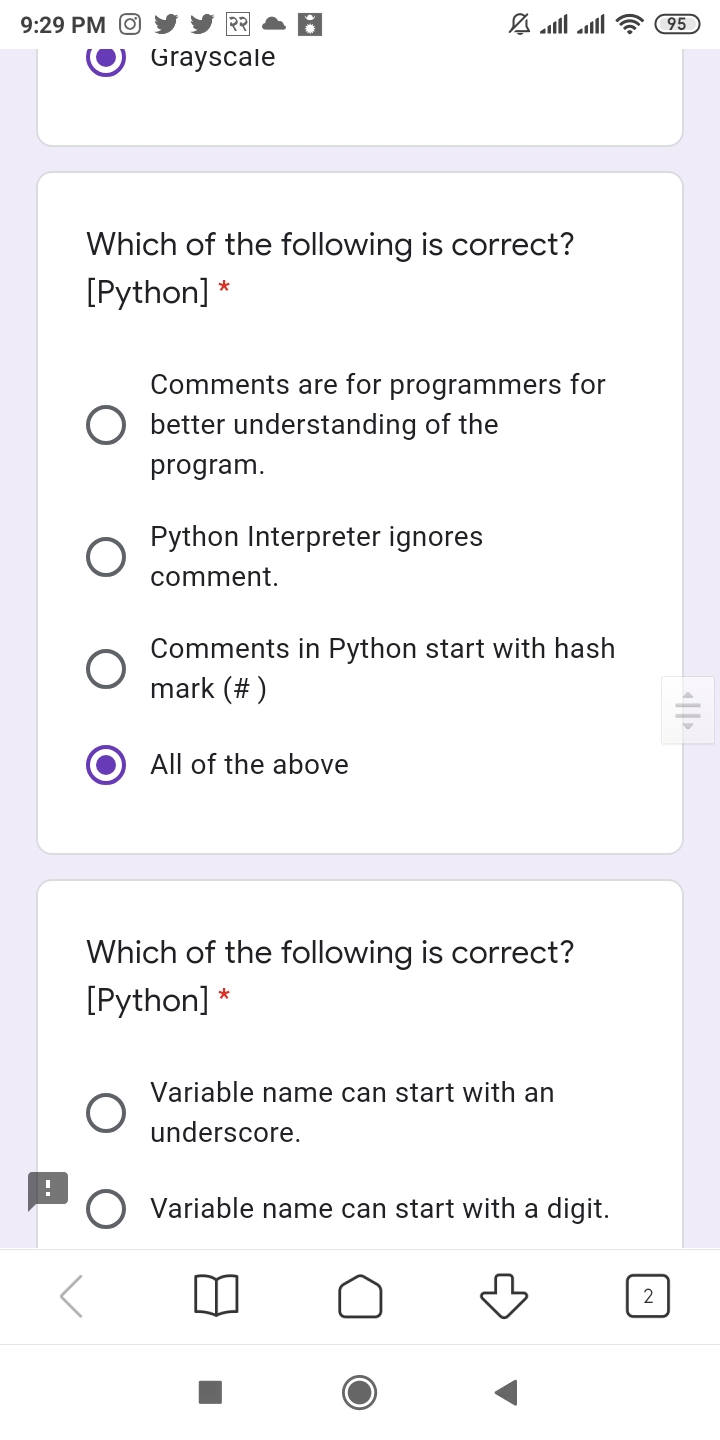 9:29 PM
२२
95
Grayscale
Which of the following is correct?
[Python] *
Comments are for programmers for
better understanding of the
program.
Python Interpreter ignores
comment.
Comments in Python start with hash
mark (# )
All of the above
Which of the following is correct?
[Python] *
Variable name can start with an
underscore.
!
Variable name can start with a digit.
2